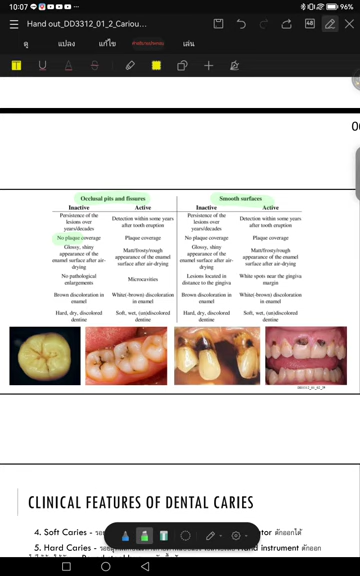 10:07
96%
Hand out_DD3312_01_2_Cariou...
48
ดู แปลง แก้ไข คำอธิบายประกอบ เล่น
U A S
Occlusal pits and fissures Smooth surfaces
Inactive Active Inactive Active
Persistence of the lesions over years/decades
Detection within some years after tooth eruption
Persistence of the lesions over years/decades
Detection within some years after tooth eruption
No plaque coverage
Plaque coverage
No plaque coverage
Plaque coverage
Glossy, shiny appearance of the enamel surface after air-drying
Matt/frosty/rough appearance of the enamel surface after air-drying
Glossy, shiny appearance of the enamel surface after air-drying
Matt/frosty/rough appearance of the enamel surface after air-drying
No pathological enlargements
Microcavities
Lesions located in distance to the gingiva
White spots near the gingiva margin
Brown discoloration in enamel
Whitet(-brown) discoloration in enamel
Brown discoloration in enamel
Whitet(-brown) discoloration in enamel
Hard, dry, discolored dentine
Soft, wet, (un)discolored dentine
Hard, dry, discolored dentine
Soft, wet, (un)discolored dentine
CLINICAL FEATURES OF DENTAL CARIES
4. Soft Caries -
ตักออกได้
5. Hard Caries -
instrument ตักออก